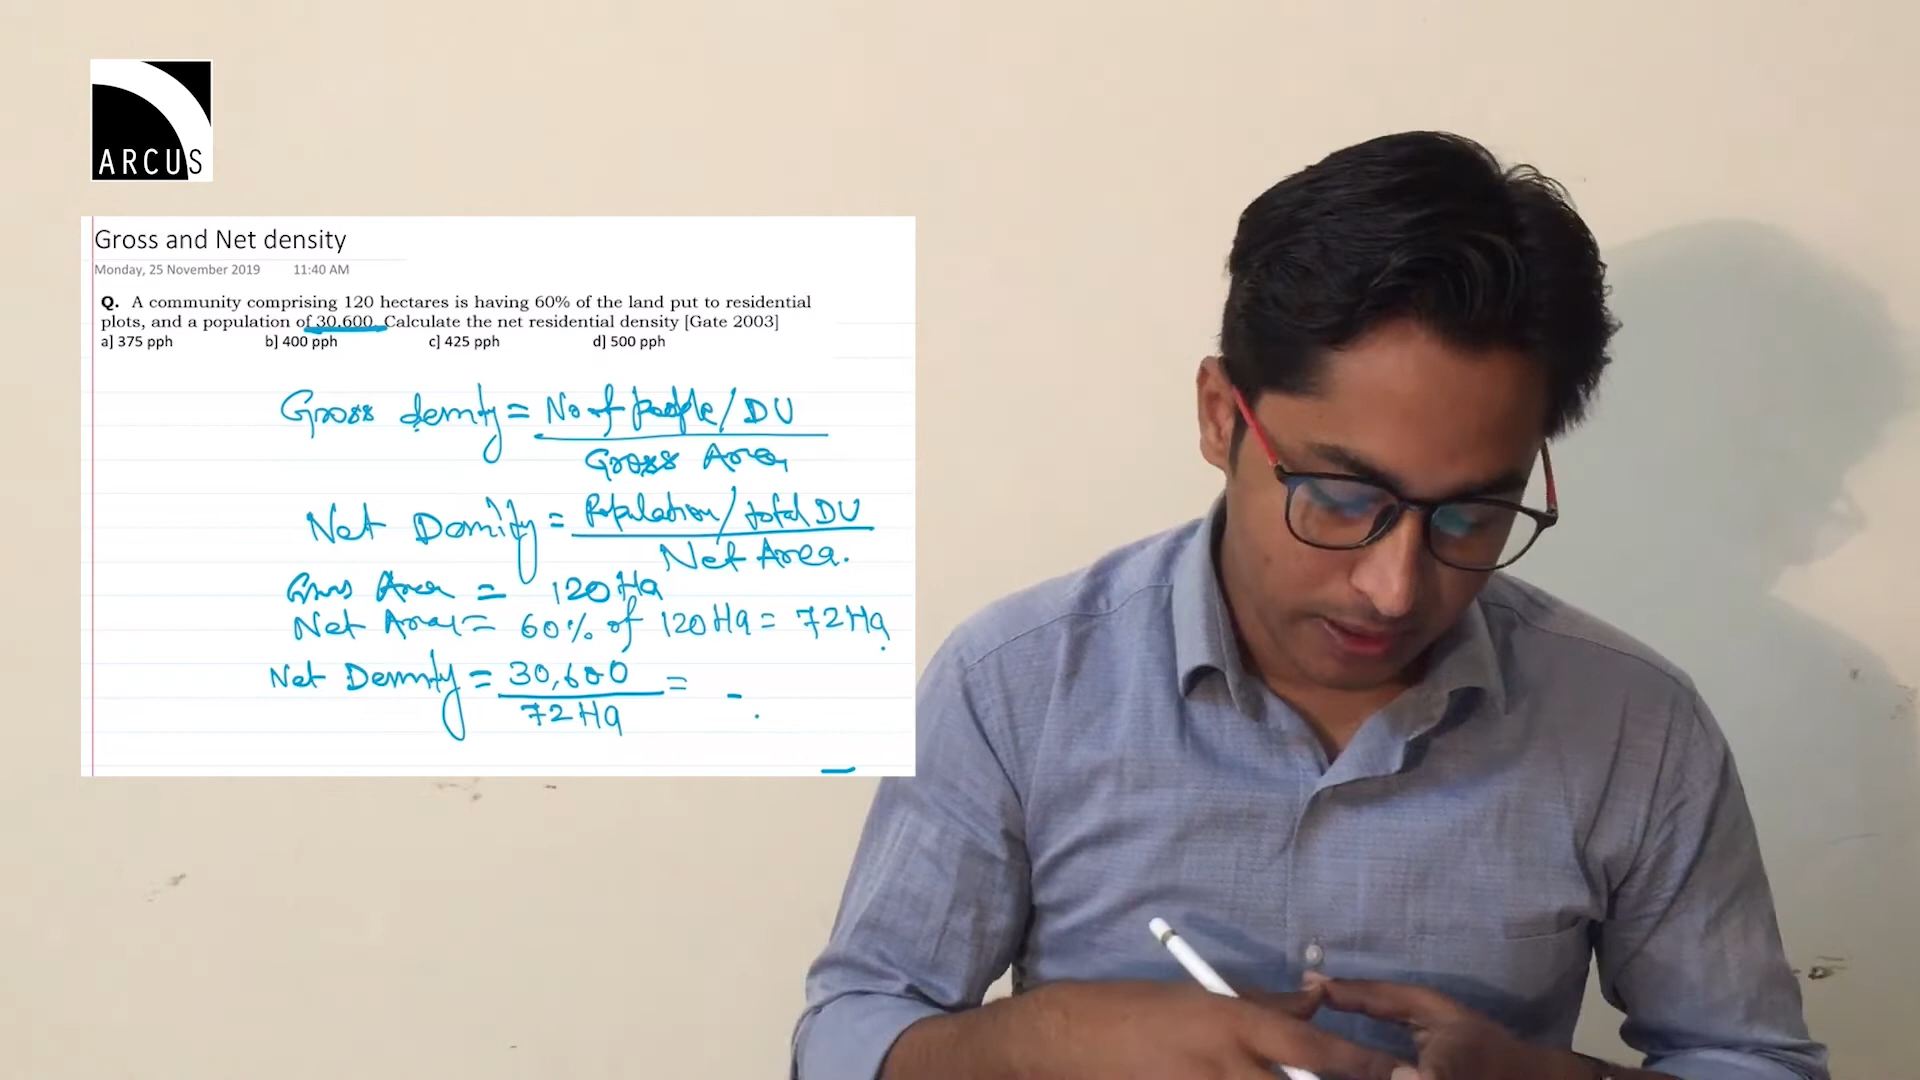 ARCUS
Gross and Net density
Monday, 25 November 2019 11:40 AM
Q. A community comprising 120 hectares is having 60% of the land put to residential
plots, and a population of 30,600. Calculate the net residential density [Gate 2003]
a] 375 pph b] 400 pph c] 425 pph d] 500 pph
Gross density = No of people / DU
Gross Area
Net Density = Population / total DU
Net Area.
Gross Area = 120 Ha
Net Area = 60% of 120 Ha = 72 Ha
Net Density = 30,600 =
72 Ha